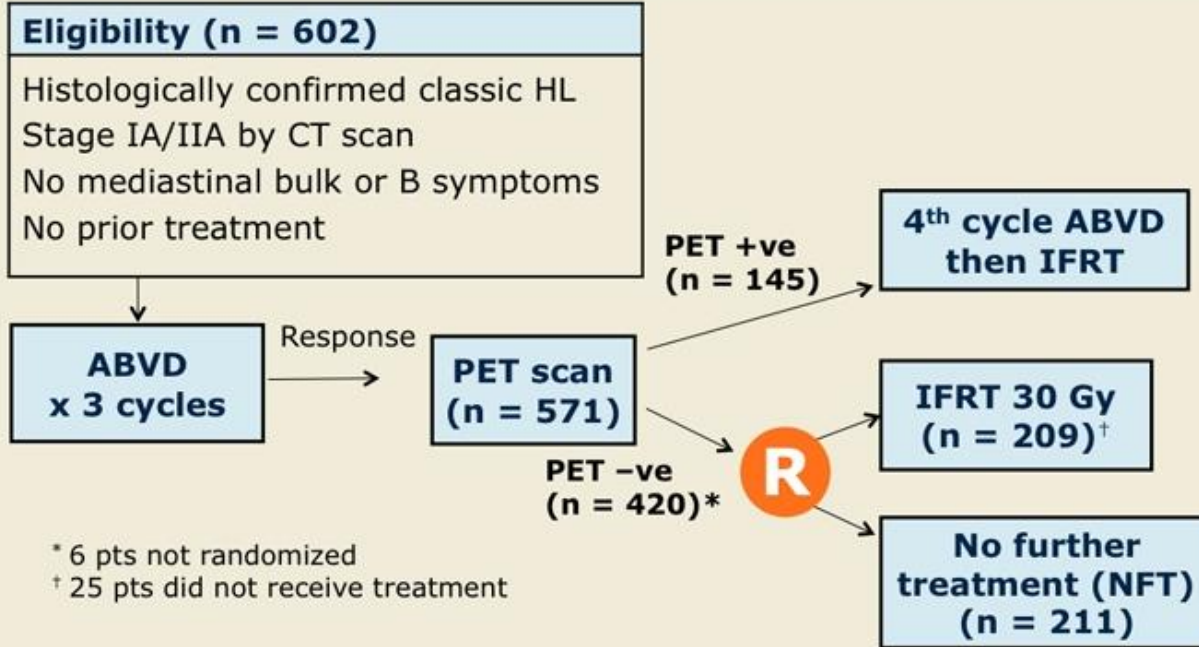 Eligibility (n = 602)
Histologically confirmed classic HL
Stage IA/IIA by CT scan
No mediastinal bulk or B symptoms
No prior treatment
ABVD
x 3 cycles
Response
PET scan
(n = 571)
PET +ve
(n = 145)
4th cycle ABVD
then IFRT
PET –ve
(n = 420)*
R
IFRT 30 Gy
(n = 209)†
No further
treatment (NFT)
(n = 211)
* 6 pts not randomized
† 25 pts did not receive treatment